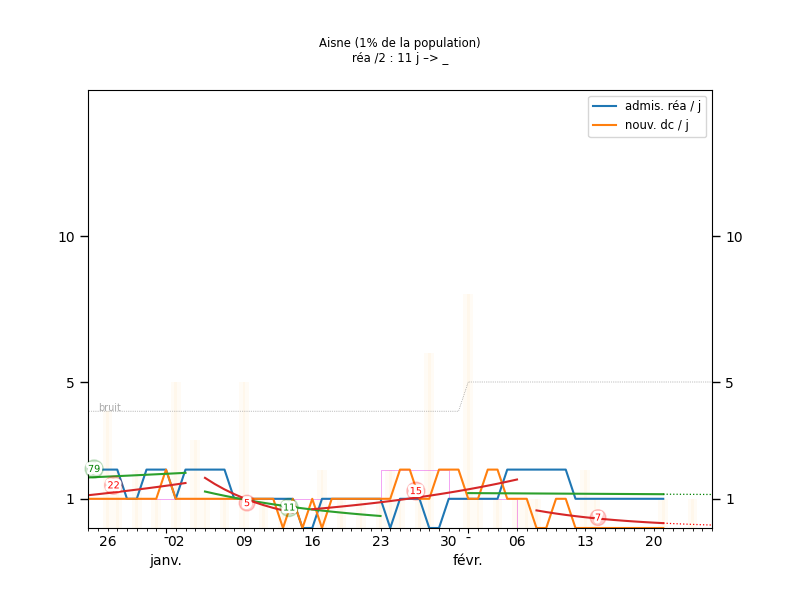 Aisne (1% de la population)
réa /2 : 11 j –> _
admis. réa / j
nouv. dc / j
10 10
5 5
bruit
79
22
15
1 1
5
11
7
26 02 09 16 23 30 06 13 20
janv. févr.